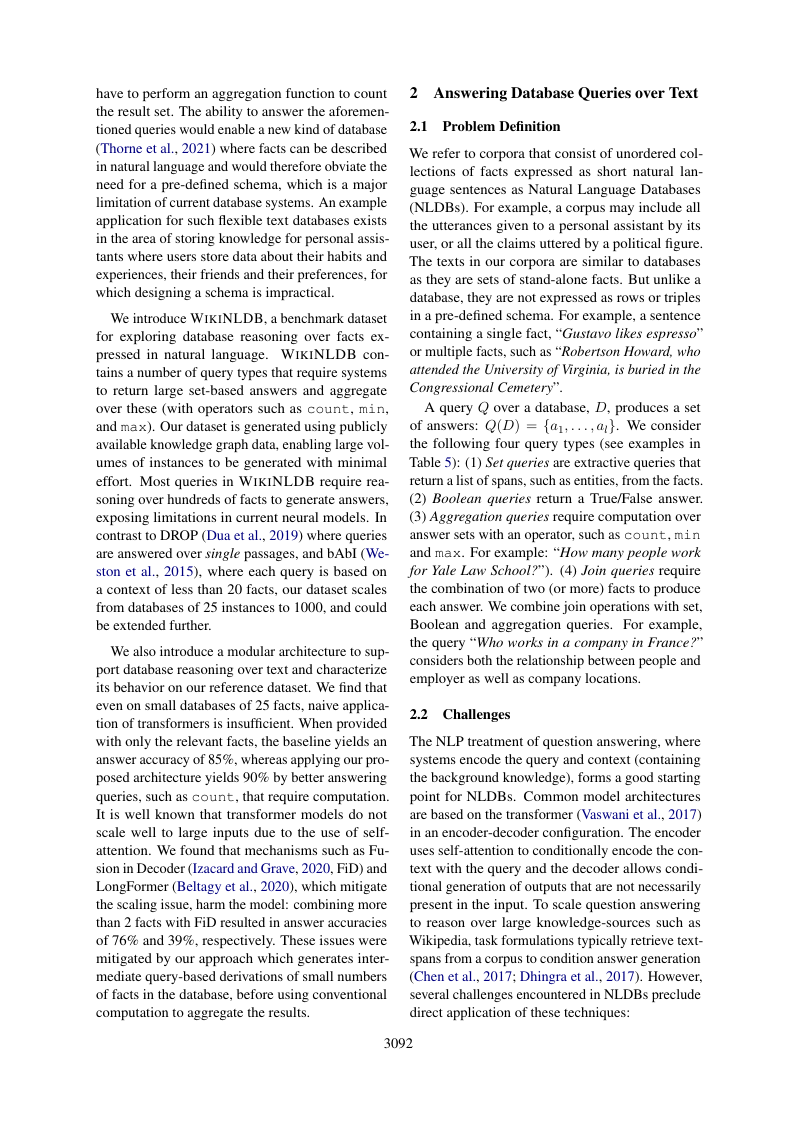 have to perform an aggregation function to count
the result set. The ability to answer the aforemen-
tioned queries would enable a new kind of database
(Thorne et al., 2021) where facts can be described
in natural language and would therefore obviate the
need for a pre-defined schema, which is a major
limitation of current database systems. An example
application for such flexible text databases exists
in the area of storing knowledge for personal assis-
tants where users store data about their habits and
experiences, their friends and their preferences, for
which designing a schema is impractical.
We introduce WIKINLDB, a benchmark dataset
for exploring database reasoning over facts ex-
pressed in natural language. WIKINLDB con-
tains a number of query types that require systems
to return large set-based answers and aggregate
over these (with operators such as count, min,
and max). Our dataset is generated using publicly
available knowledge graph data, enabling large vol-
umes of instances to be generated with minimal
effort. Most queries in WIKINLDB require rea-
soning over hundreds of facts to generate answers,
exposing limitations in current neural models. In
contrast to DROP (Dua et al., 2019) where queries
are answered over single passages, and bAbI (We-
ston et al., 2015), where each query is based on
a context of less than 20 facts, our dataset scales
from databases of 25 instances to 1000, and could
be extended further.
We also introduce a modular architecture to sup-
port database reasoning over text and characterize
its behavior on our reference dataset. We find that
even on small databases of 25 facts, naive applica-
tion of transformers is insufficient. When provided
with only the relevant facts, the baseline yields an
answer accuracy of 85%, whereas applying our pro-
posed architecture yields 90% by better answering
queries, such as count, that require computation.
It is well known that transformer models do not
scale well to large inputs due to the use of self-
attention. We found that mechanisms such as Fu-
sion in Decoder (Izacard and Grave, 2020, FiD) and
LongFormer (Beltagy et al., 2020), which mitigate
the scaling issue, harm the model: combining more
than 2 facts with FiD resulted in answer accuracies
of 76% and 39%, respectively. These issues were
mitigated by our approach which generates inter-
mediate query-based derivations of small numbers
of facts in the database, before using conventional
computation to aggregate the results.
2 Answering Database Queries over Text
2.1 Problem Definition
We refer to corpora that consist of unordered col-
lections of facts expressed as short natural lan-
guage sentences as Natural Language Databases
(NLDBs). For example, a corpus may include all
the utterances given to a personal assistant by its
user, or all the claims uttered by a political figure.
The texts in our corpora are similar to databases
as they are sets of stand-alone facts. But unlike a
database, they are not expressed as rows or triples
in a pre-defined schema. For example, a sentence
containing a single fact, “Gustavo likes espresso”
or multiple facts, such as “Robertson Howard, who
attended the University of Virginia, is buried in the
Congressional Cemetery”.
A query Q over a database, D, produces a set
of answers: Q(D) = {a1, . . . , al}. We consider
the following four query types (see examples in
Table 5): (1) Set queries are extractive queries that
return a list of spans, such as entities, from the facts.
(2) Boolean queries return a True/False answer.
(3) Aggregation queries require computation over
answer sets with an operator, such as count, min
and max. For example: “How many people work
for Yale Law School?”). (4) Join queries require
the combination of two (or more) facts to produce
each answer. We combine join operations with set,
Boolean and aggregation queries. For example,
the query “Who works in a company in France?”
considers both the relationship between people and
employer as well as company locations.
2.2 Challenges
The NLP treatment of question answering, where
systems encode the query and context (containing
the background knowledge), forms a good starting
point for NLDBs. Common model architectures
are based on the transformer (Vaswani et al., 2017)
in an encoder-decoder configuration. The encoder
uses self-attention to conditionally encode the con-
text with the query and the decoder allows condi-
tional generation of outputs that are not necessarily
present in the input. To scale question answering
to reason over large knowledge-sources such as
Wikipedia, task formulations typically retrieve text-
spans from a corpus to condition answer generation
(Chen et al., 2017; Dhingra et al., 2017). However,
several challenges encountered in NLDBs preclude
direct application of these techniques:
3092